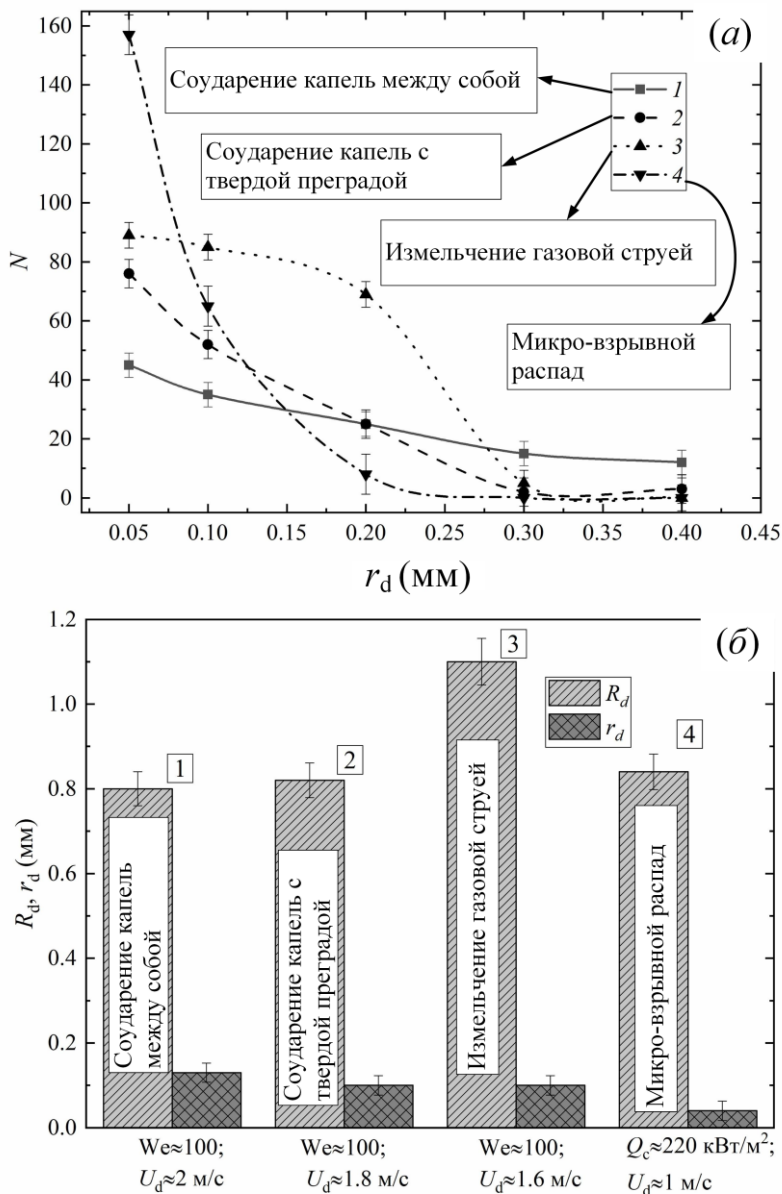 (а)
160
140
120
100
80
60
40
20
0
N
Соударение капель между собой
Соударение капель с
твердой преградой
Измельчение газовой струей
Микро-взрывной
распад
1
2
3
4
0.05 0.10 0.15 0.20 0.25 0.30 0.35 0.40 0.45
rd (мм)
(б)
1.2
1.0
0.8
0.6
0.4
0.2
0.0
Rd, rd (мм)
1
2
3
4
Rd
rd
Соударение капель
между собой
Соударение капель с
твердой преградой
Измельчение газовой струей
Микро-взрывной распад
We≈100;
Ud≈2 м/с
We≈100;
Ud≈1.8 м/с
We≈100;
Ud≈1.6 м/с
Qc≈220 кВт/м²;
Ud≈1 м/с